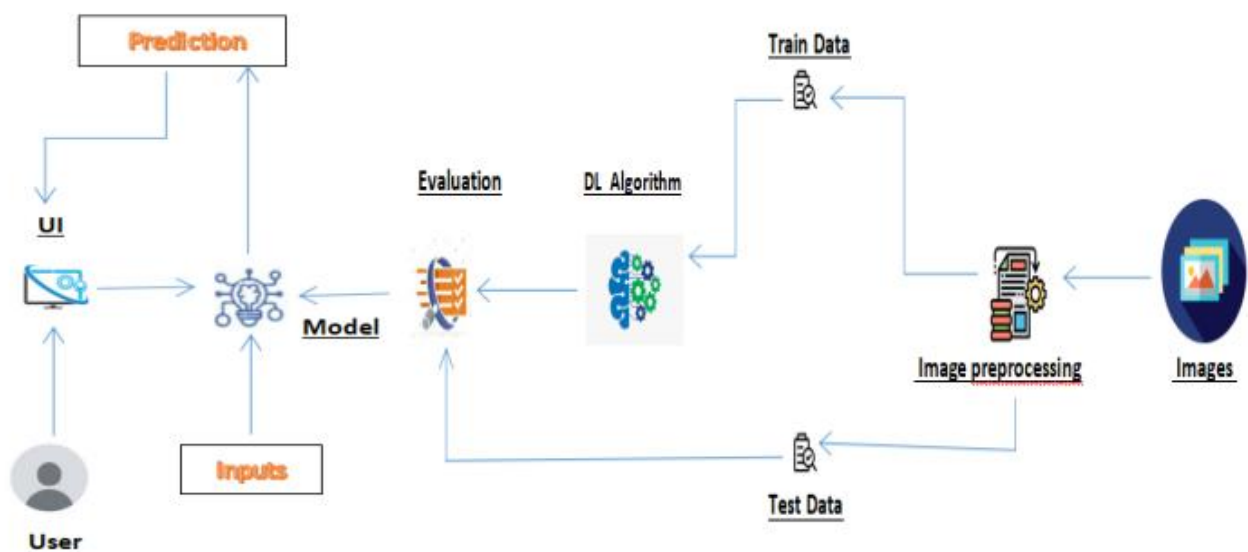 Prediction
Train Data
Evaluation
DL Algorithm
UI
Model
Image preprocessing
Images
Inputs
Test Data
User